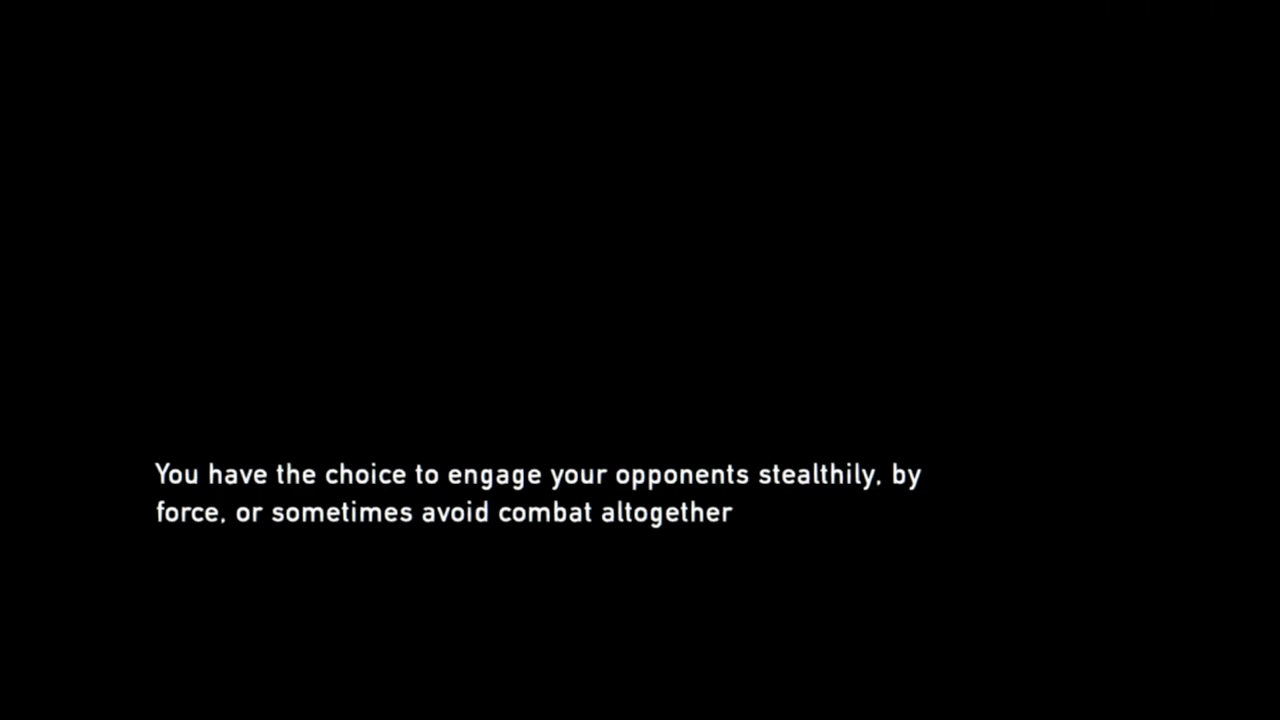 You have the choice to engage your opponents stealthily, by
force, or sometimes avoid combat altogether